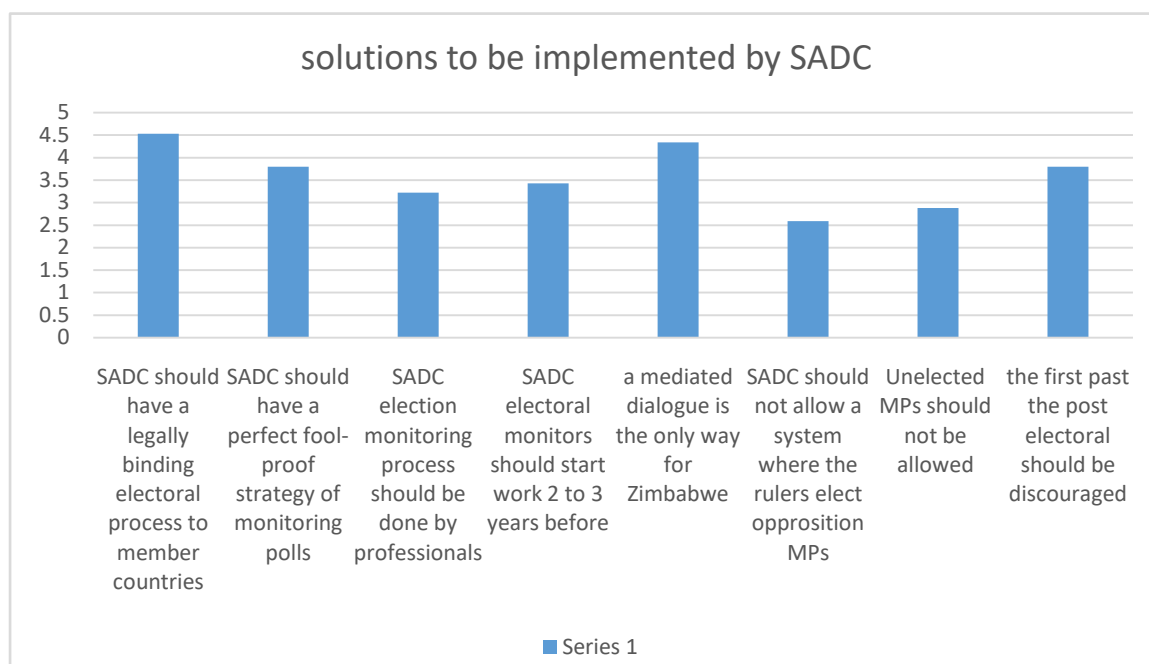 solutions to be implemented by SADC
5
4.5
4
3.5
3
2.5
2
1.5
1
0.5
0
SADC should
have a
legally
binding
electoral
process to
member
countries
SADC should
have a
perfect fool-
proof
strategy of
monitoring
polls
SADC
election
monitoring
process
should be
done by
professionals
SADC
electoral
monitors
should start
work 2 to 3
years before
a mediated
dialogue is
the only way
for
Zimbabwe
SADC should
not allow a
system
where the
rulers elect
opprosition
MPs
Unelected
MPs should
not be
allowed
the first past
the post
electoral
should be
discouraged
Series 1